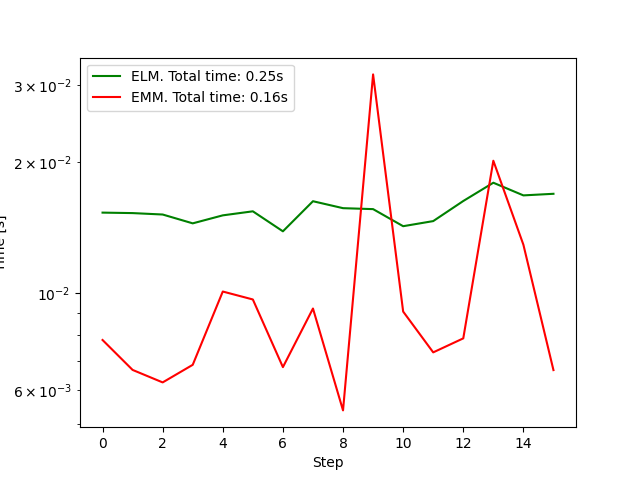 ELM. Total time: 0.25s
EMM. Total time: 0.16s
3 × 10⁻²
2 × 10⁻²
10⁻²
6 × 10⁻³
0 2 4 6 8 10 12 14
Step